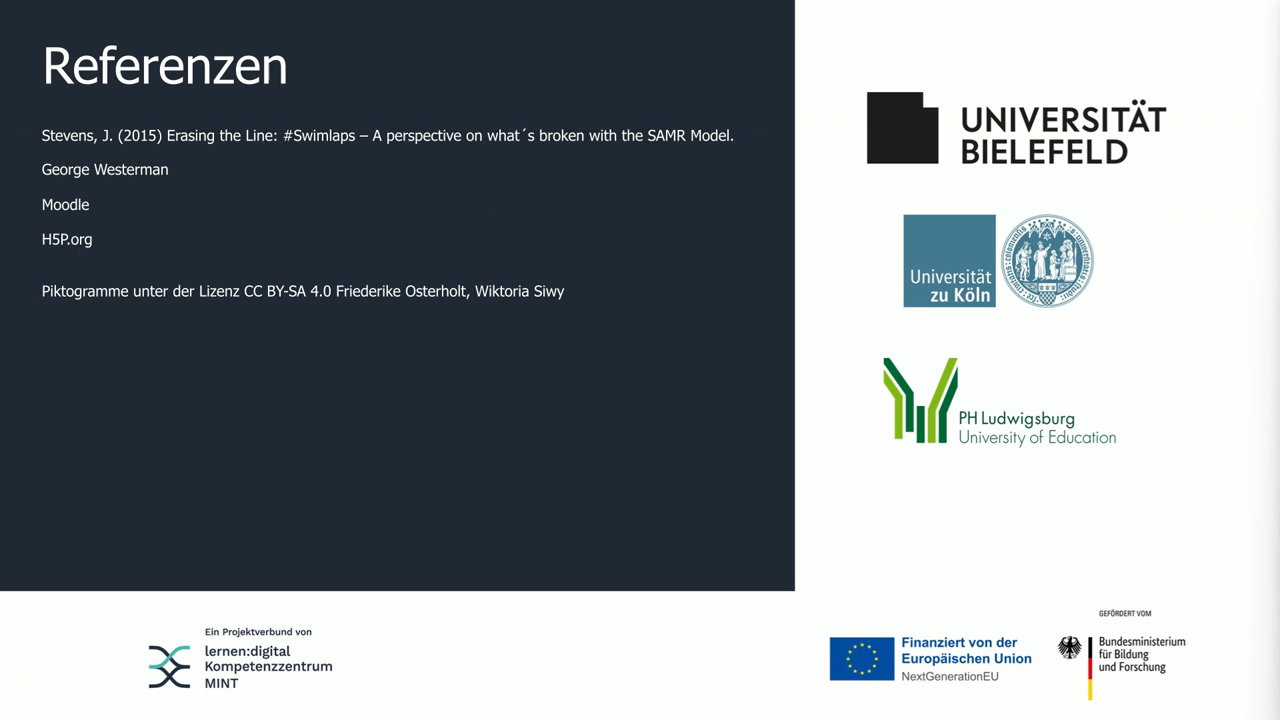 Referenzen
Stevens, J. (2015) Erasing the Line: #Swimlaps – A perspective on what´s broken with the SAMR Model.
George Westerman
Moodle
H5P.org
Piktogramme unter der Lizenz CC BY-SA 4.0 Friederike Osterholt, Wiktoria Siwy
UNIVERSITÄT
BIELEFELD
Universität
zu Köln
PH Ludwigsburg
University of Education
Ein Projektverbund von
lernen:digital
Kompetenzzentrum
MINT
Finanziert von der
Europäischen Union
NextGenerationEU
GEFÖRDERT VOM
Bundesministerium
für Bildung
und Forschung